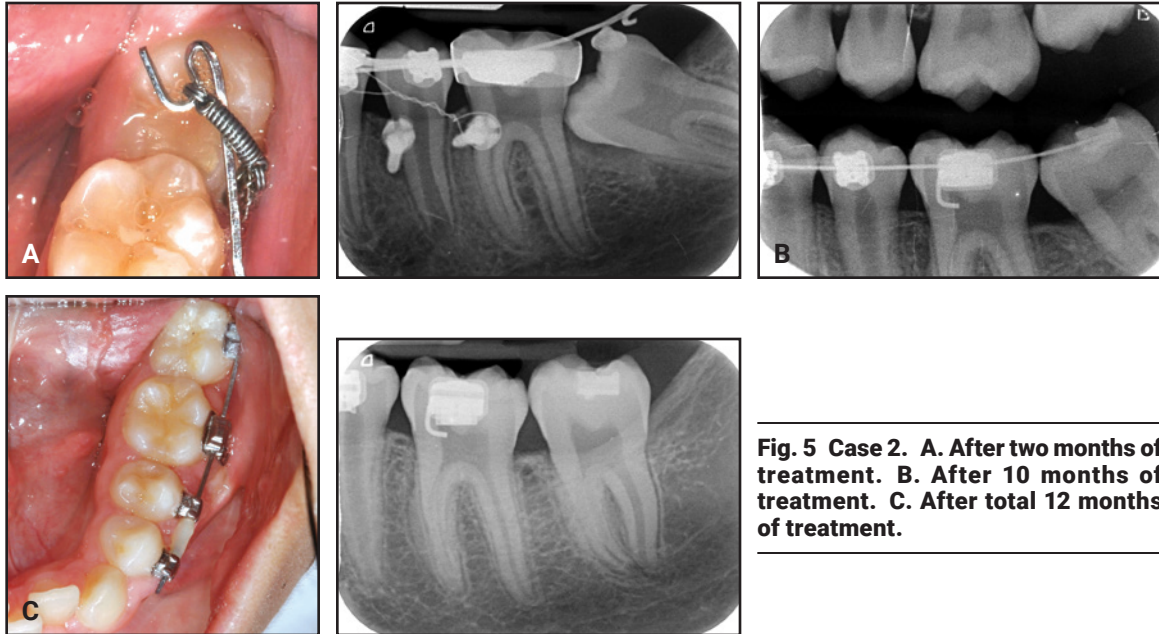 A
B
C
Fig. 5 Case 2. A. After two months of
treatment. B. After 10 months of
treatment. C. After total 12 months
of treatment.